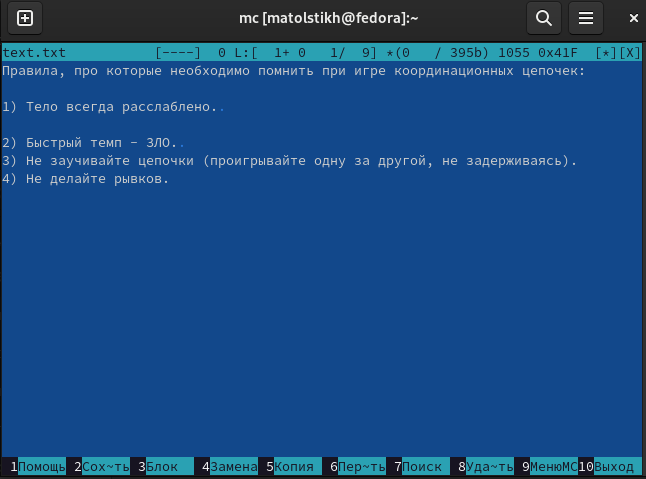 mc [matolstikh@fedora]:~
text.txt [----] 0 L:[ 1+ 0 1/ 9] *(0 / 395b) 1055 0x41F [*][X]
Правила, про которые необходимо помнить при игре координационных цепочек:
1) Тело всегда расслаблено..
2) Быстрый темп - ЗЛО..
3) Не заучивайте цепочки (проигрывайте одну за другой, не задерживаясь).
4) Не делайте рывков.
1Помощь 2Сох~ть 3Блок 4Замена 5Копия 6Пер~ть 7Поиск 8Уда~ть 9МенюMC 10Выход